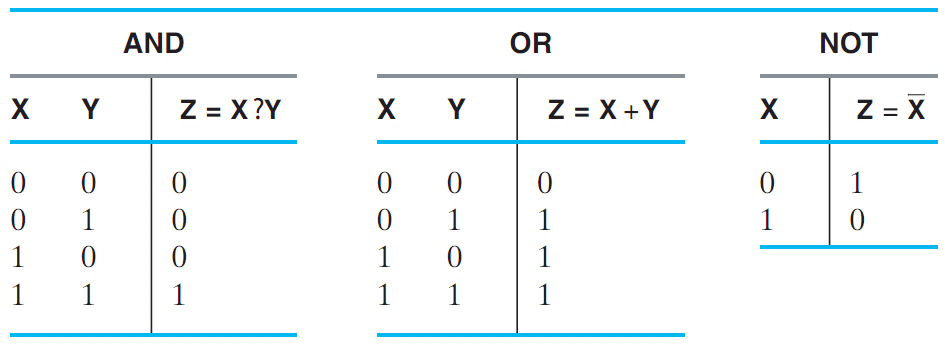 AND OR NOT
X Y Z = X?Y X Y Z = X + Y X Z = X̅
0 0 0 0 0 0 0 1
0 1 0 0 1 1 1 0
1 0 0 1 0 1
1 1 1 1 1 1